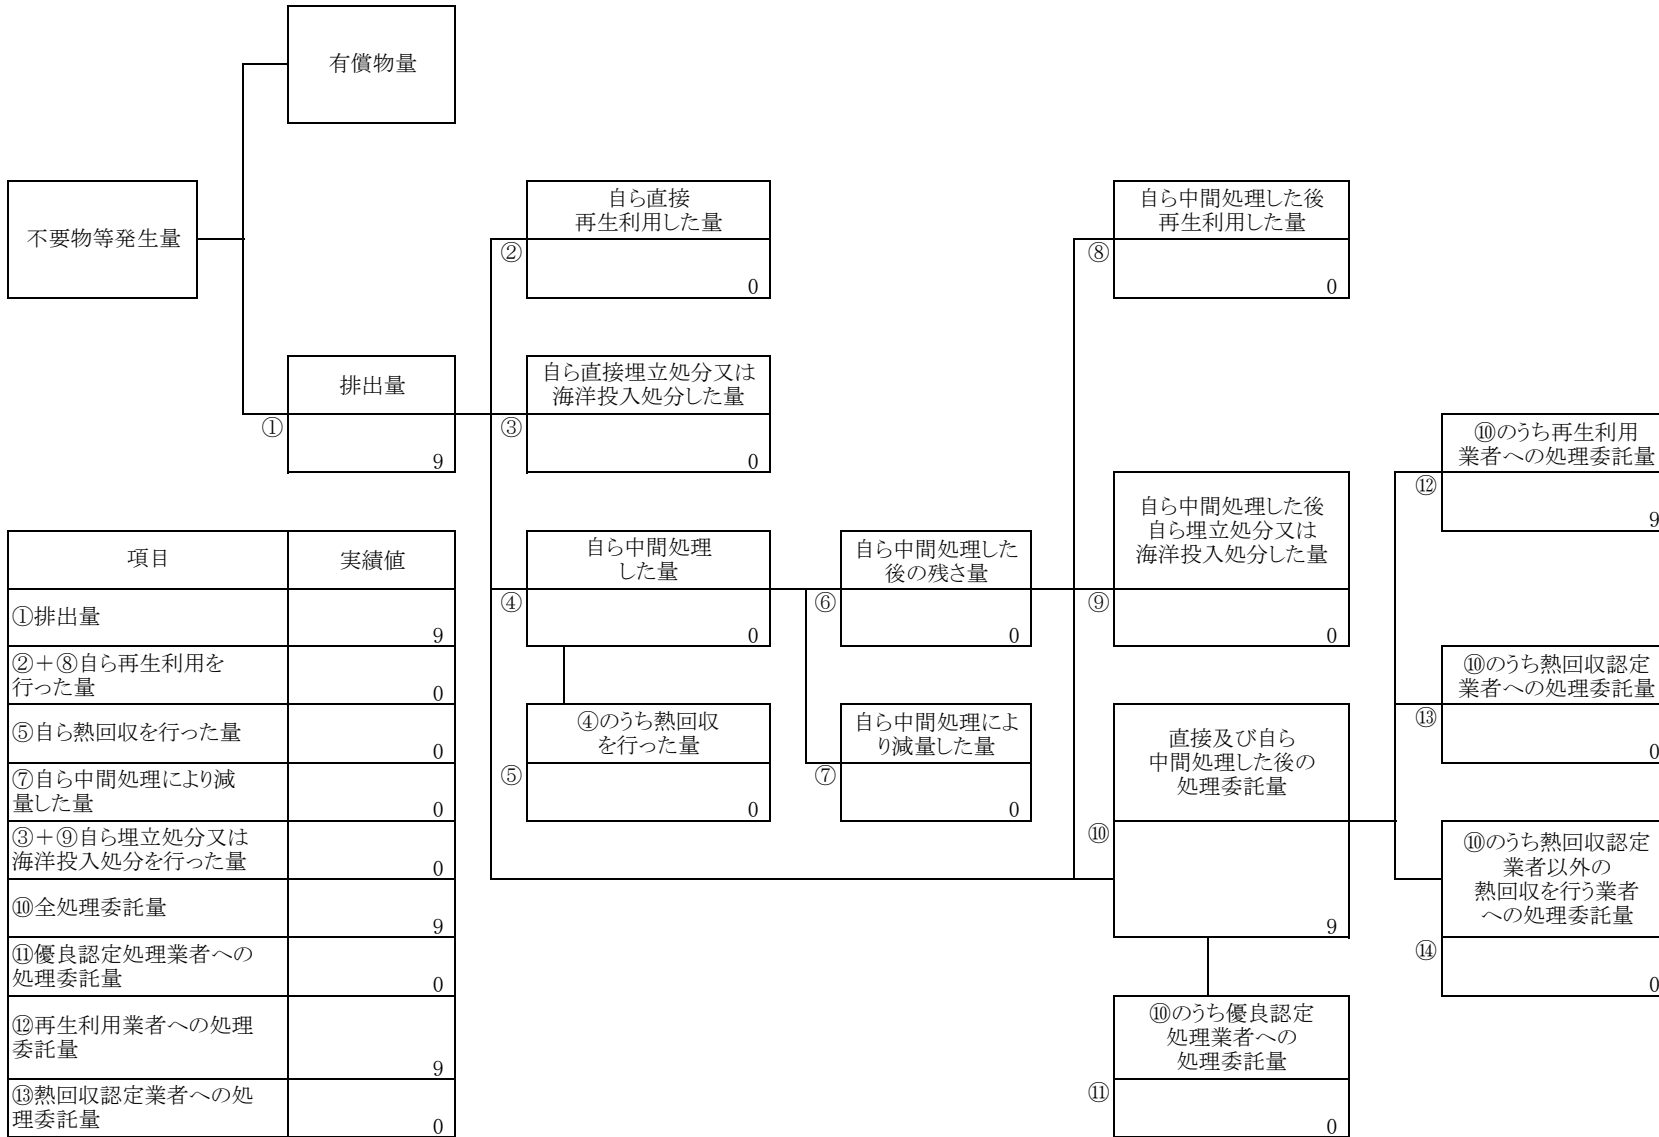 有償物量
不要物等発生量
自ら直接
再生利用した量
②
0
自ら中間処理した後
再生利用した量
⑧
0
排出量
①
9
自ら直接埋立処分又は
海洋投入処分した量
③
0
⑩のうち再生利用
業者への処理委託量
⑫
9
自ら中間処理した後
自ら埋立処分又は
海洋投入処分した量
⑨
0
自ら中間処理
した量
④
0
自ら中間処理した
後の残さ量
⑥
0
⑩のうち熱回収認定
業者への処理委託量
⑬
0
④のうち熱回収
を行った量
⑤
0
自ら中間処理によ
り減量した量
⑦
0
直接及び自ら
中間処理した後の
処理委託量
⑩
9
⑩のうち熱回収認定
業者以外の
熱回収を行う業者
への処理委託量
⑭
0
⑩のうち優良認定
処理業者への
処理委託量
⑪
0
項目 実績値
①排出量 9
②+⑧自ら再生利用を
行った量 0
⑤自ら熱回収を行った量 0
⑦自ら中間処理により減
量した量 0
③+⑨自ら埋立処分又は
海洋投入処分を行った量 0
⑩全処理委託量 9
⑪優良認定処理業者への
処理委託量 0
⑫再生利用業者への処理
委託量 9
⑬熱回収認定業者への処
理委託量 0